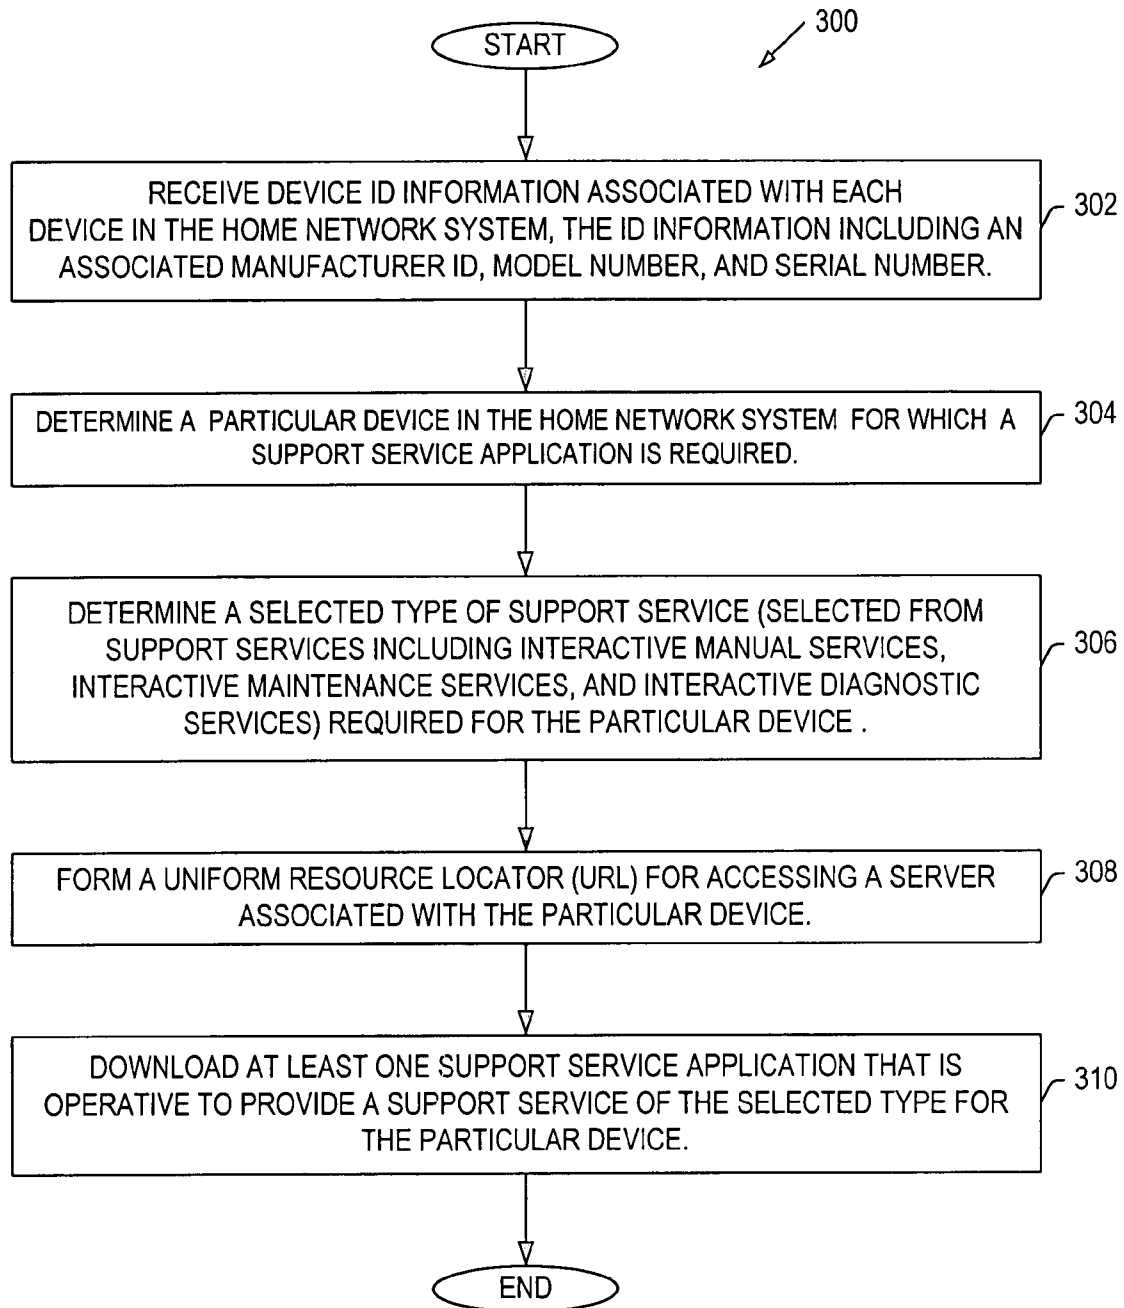 300
START
RECEIVE DEVICE ID INFORMATION ASSOCIATED WITH EACH
DEVICE IN THE HOME NETWORK SYSTEM, THE ID INFORMATION INCLUDING AN
ASSOCIATED MANUFACTURER ID, MODEL NUMBER, AND SERIAL NUMBER.
302
DETERMINE A PARTICULAR DEVICE IN THE HOME NETWORK SYSTEM FOR WHICH A
SUPPORT SERVICE APPLICATION IS REQUIRED.
304
DETERMINE A SELECTED TYPE OF SUPPORT SERVICE (SELECTED FROM
SUPPORT SERVICES INCLUDING INTERACTIVE MANUAL SERVICES,
INTERACTIVE MAINTENANCE SERVICES, AND INTERACTIVE DIAGNOSTIC
SERVICES) REQUIRED FOR THE PARTICULAR DEVICE .
306
FORM A UNIFORM RESOURCE LOCATOR (URL) FOR ACCESSING A SERVER
ASSOCIATED WITH THE PARTICULAR DEVICE.
308
DOWNLOAD AT LEAST ONE SUPPORT SERVICE APPLICATION THAT IS
OPERATIVE TO PROVIDE A SUPPORT SERVICE OF THE SELECTED TYPE FOR
THE PARTICULAR DEVICE.
310
END